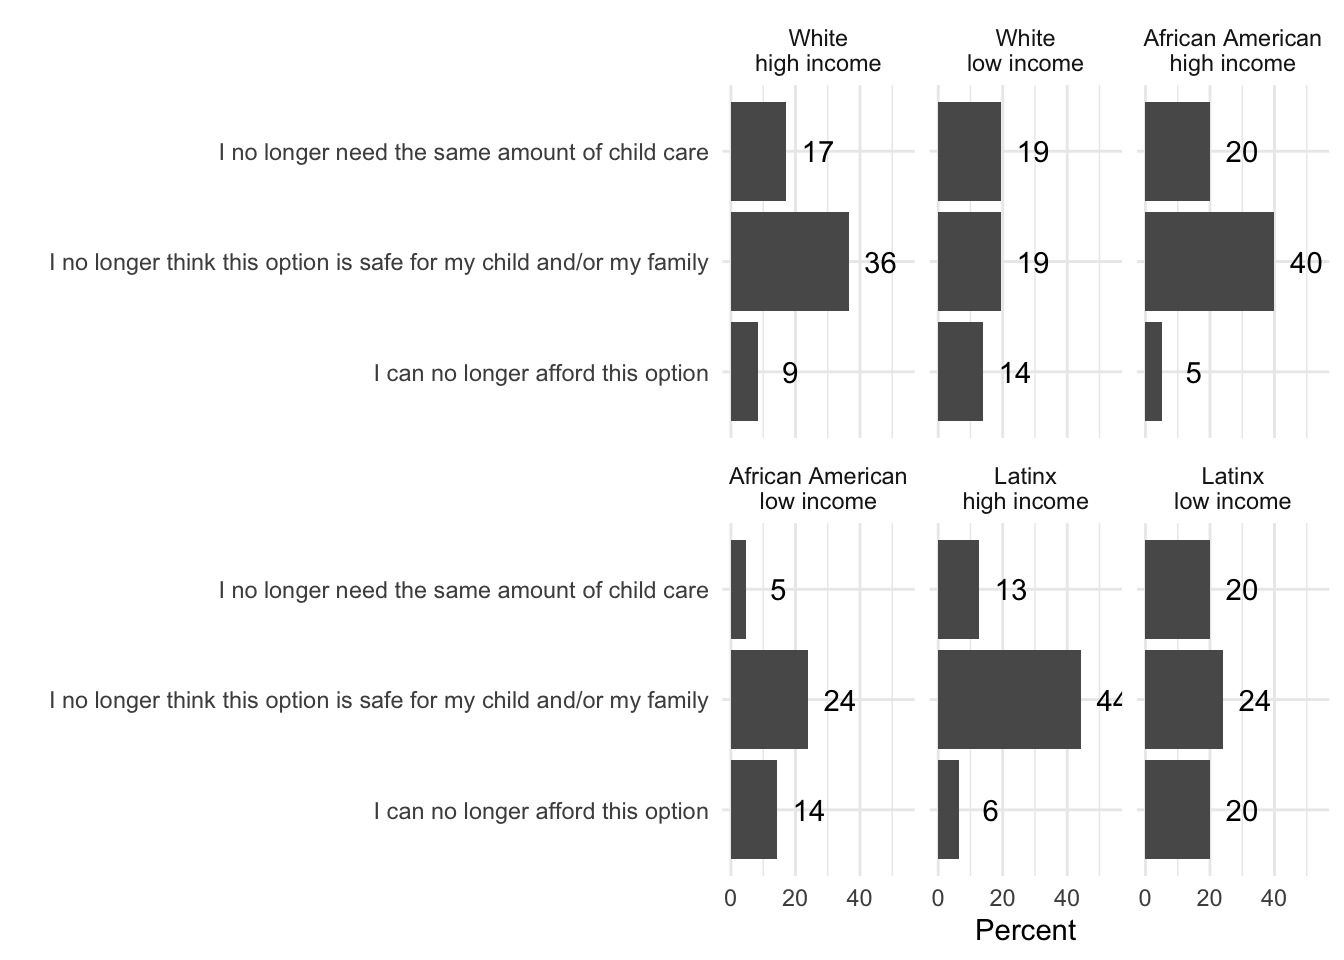 White
high income
White
low income
African American
high income
I no longer need the same amount of child care
17
19
20
I no longer think this option is safe for my child and/or my family
36
19
40
I can no longer afford this option
9
14
5
African American
low income
Latinx
high income
Latinx
low income
I no longer need the same amount of child care
5
13
20
I no longer think this option is safe for my child and/or my family
24
44
24
I can no longer afford this option
14
6
20
0 20 40
0 20 40
0 20 40
Percent